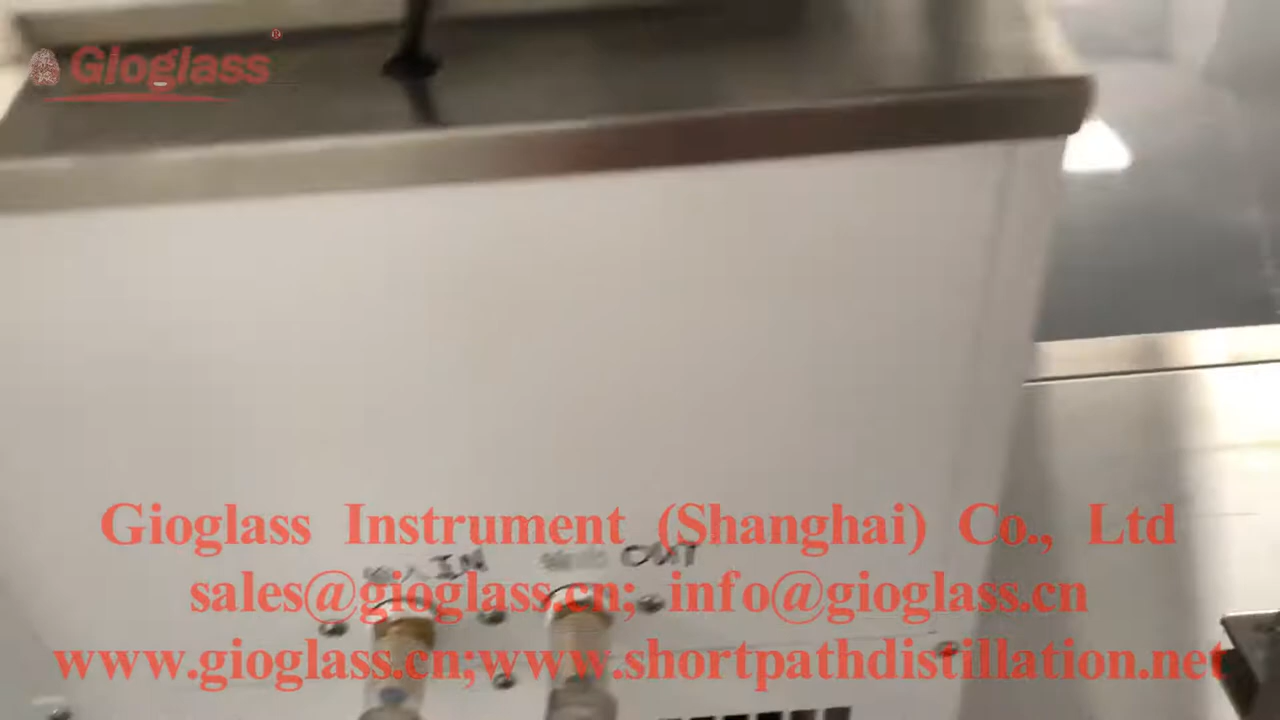 Gioglass®
Gioglass Instrument (Shanghai) Co., Ltd
IN OUT
sales@gioglass.cn; info@gioglass.cn
www.gioglass.cn;www.shortpathdistillation.net